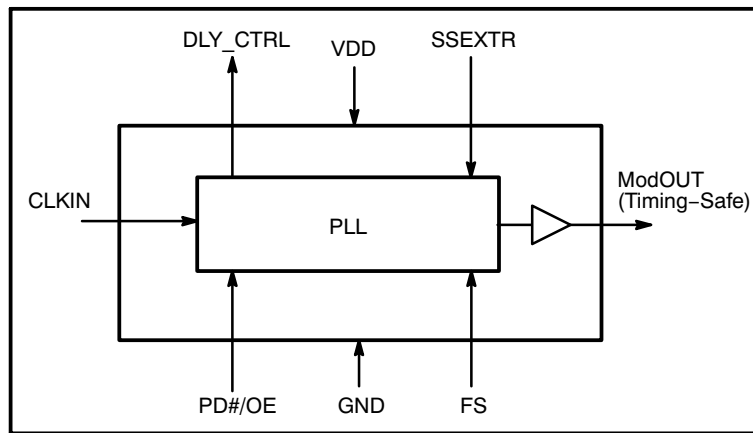 DLY_CTRL
VDD
SSEXTR
CLKIN
PLL
ModOUT
(Timing−Safe)
PD#/OE
GND
FS